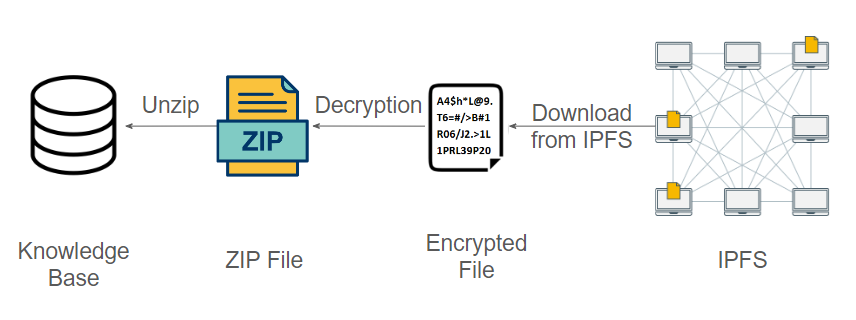 Unzip
Decryption
Download
from IPFS
A4$h*L@9.
T6=#/>B#1
R06/J2.>1L
1PRL39P20
ZIP
Knowledge
Base
ZIP File
Encrypted
File
IPFS